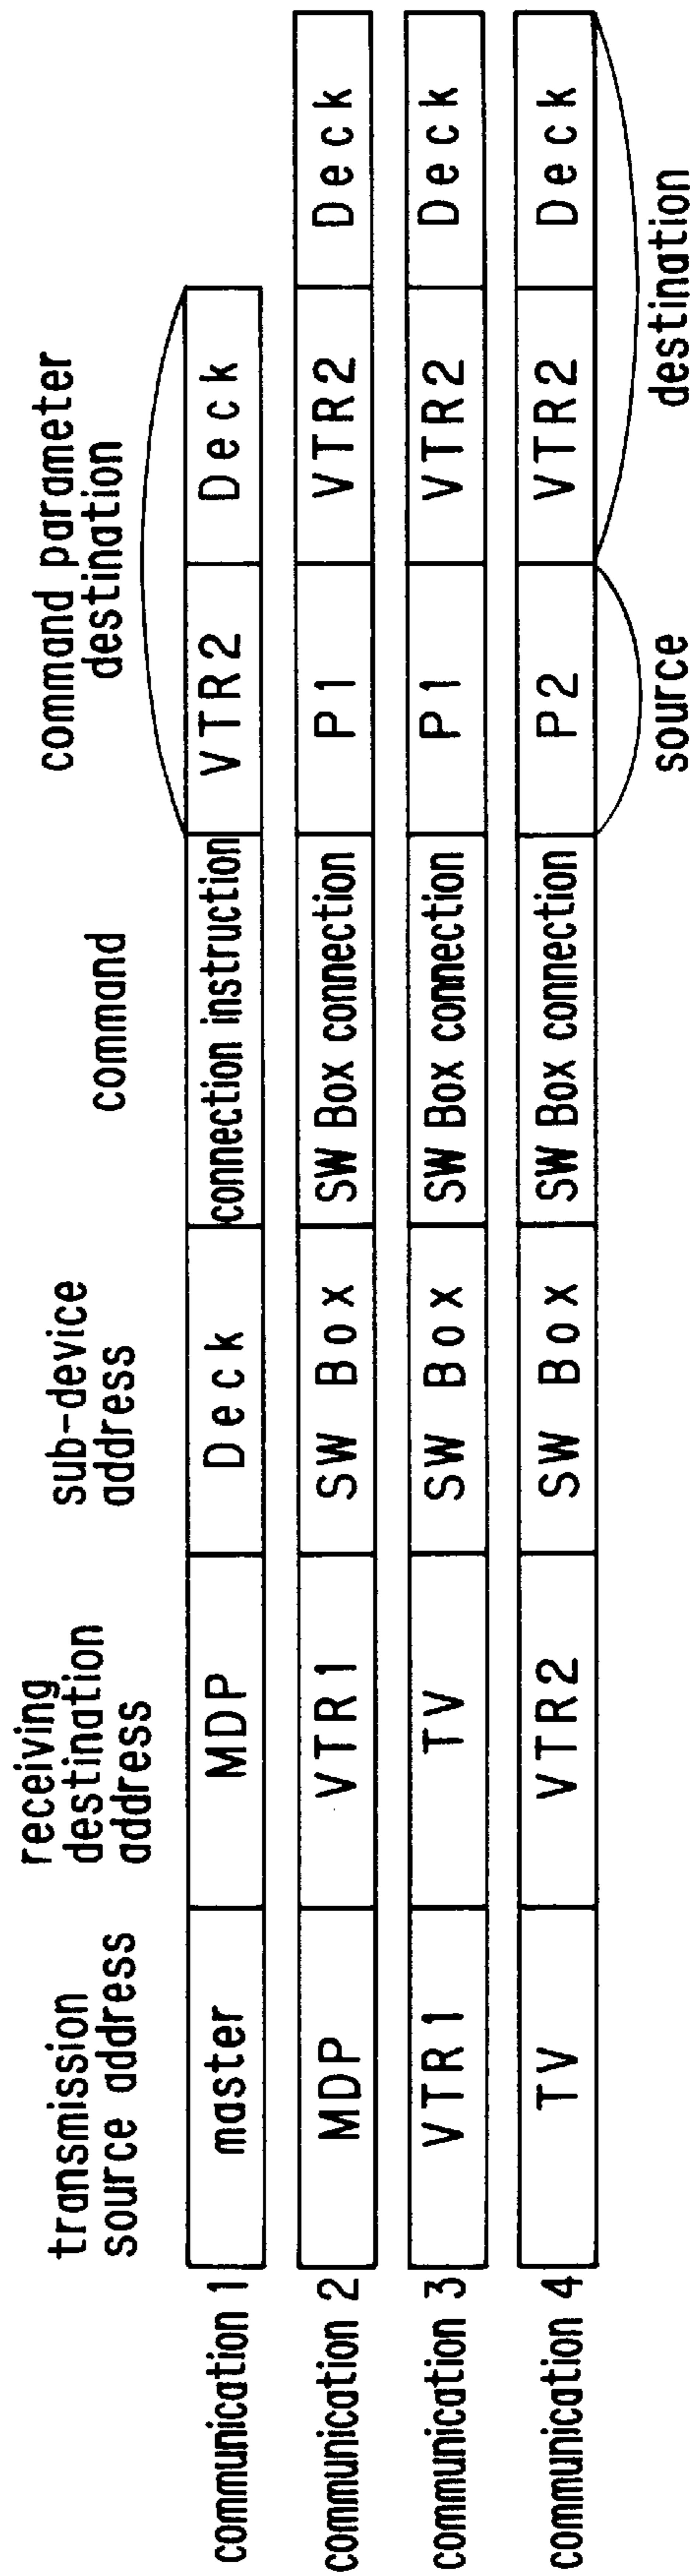 transmission
source address
receiving
destination
address
sub-device
address
command
command parameter
destination
communication 1
master
MDP
Deck
connection instruction
VTR2
Deck
communication 2
MDP
VTR1
SW Box
SW Box connection
P1
VTR2
Deck
communication 3
VTR1
TV
SW Box
SW Box connection
P1
VTR2
Deck
communication 4
TV
VTR2
SW Box
SW Box connection
P2
VTR2
Deck
source
destination